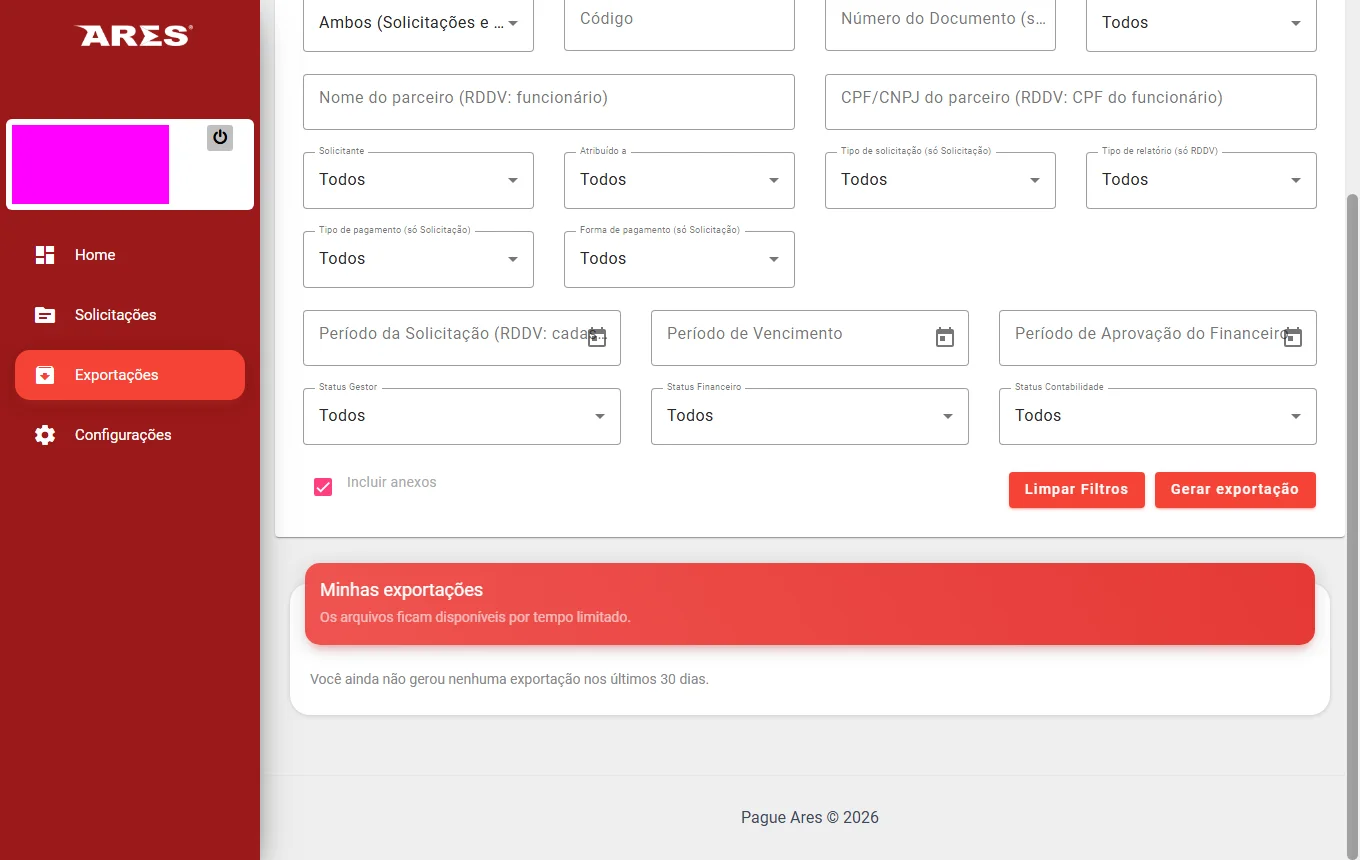 ARES
Home
Solicitações
Exportações
Configurações
Ambos (Solicitações e ...
Código
Número do Documento (s...
Todos
Nome do parceiro (RDDV: funcionário)
CPF/CNPJ do parceiro (RDDV: CPF do funcionário)
Solicitante
Todos
Atribuído a
Todos
Tipo de solicitação (só Solicitação)
Todos
Tipo de relatório (só RDDV)
Todos
Tipo de pagamento (só Solicitação)
Todos
Forma de pagamento (só Solicitação)
Todos
Período da Solicitação (RDDV: cadas...
Período de Vencimento
Período de Aprovação do Financeiro
Status Gestor
Todos
Status Financeiro
Todos
Status Contabilidade
Todos
Incluir anexos
Limpar Filtros
Gerar exportação
Minhas exportações
Os arquivos ficam disponíveis por tempo limitado.
Você ainda não gerou nenhuma exportação nos últimos 30 dias.
Pague Ares © 2026